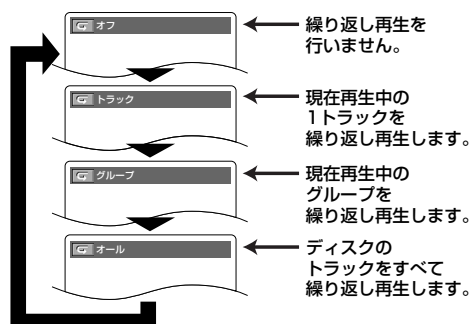 オフ
繰り返し再生を
行いません。
トラック
現在再生中の
1トラックを
繰り返し再生します。
グループ
現在再生中の
グループを
繰り返し再生します。
オール
ディスクの
トラックをすべて
繰り返し再生します。